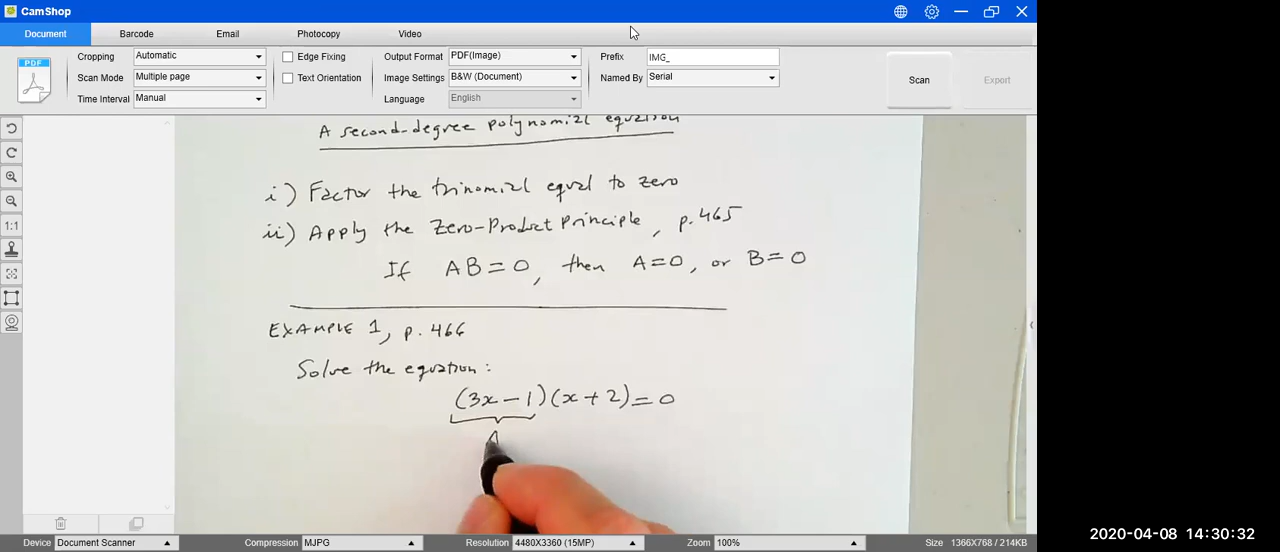 CamShop
Document Barcode Email Photocopy Video
Cropping Automatic Edge Fixing Output Format PDF(Image) Prefix IMG_
PDF Scan Mode Multiple page Text Orientation Image Settings B&W (Document) Named By Serial Scan Export
Time Interval Manual Language English
A second-degree polynomial equation
i) Factor the trinomial equal to zero
ii) Apply the Zero-Product Principle, p.465
If AB=0, then A=0, or B=0
1:1
EXAMPLE 1, p. 466
Solve the equation:
(3x-1)(x+2)=0
A
Device Document Scanner Compression MJPG Resolution 4480X3360 (15MP) Zoom 100% Size 1366X768 / 214KB
2020-04-08 14:30:32